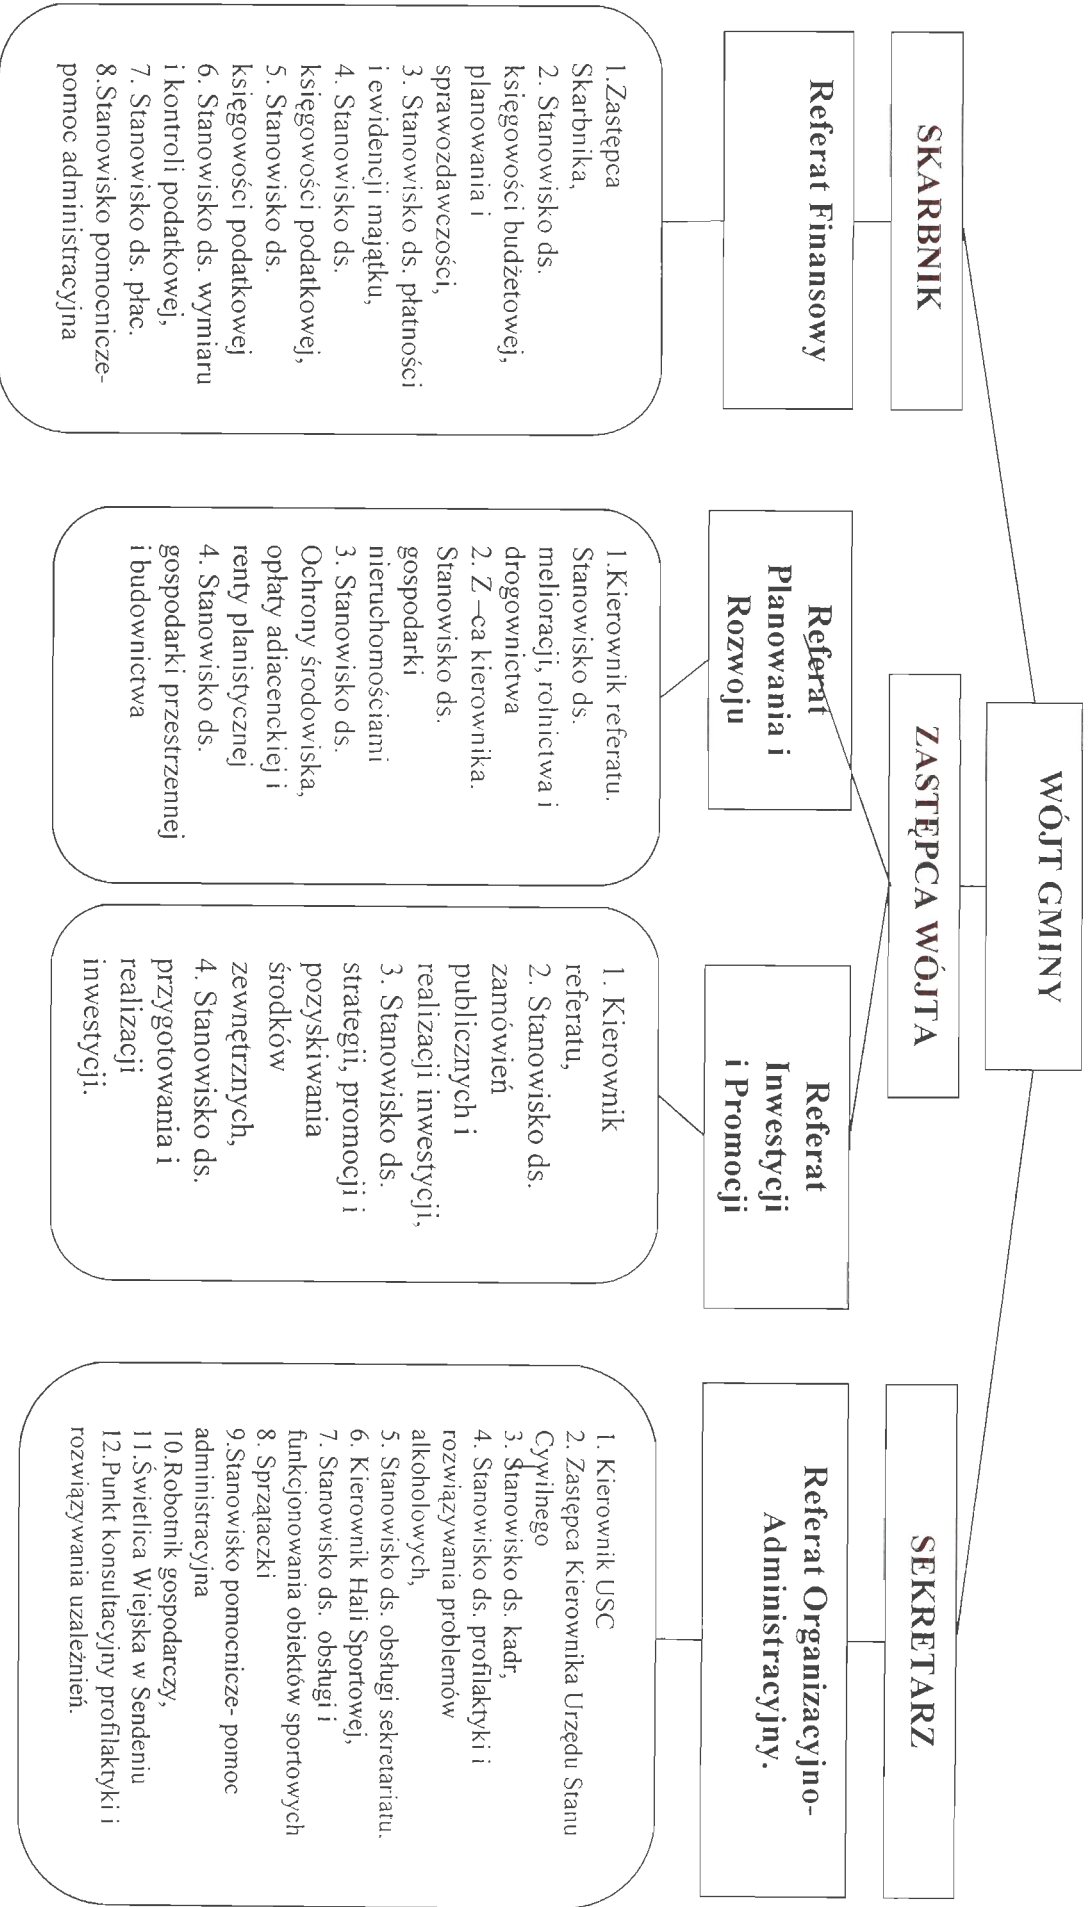 WÓJT GMINY
SKARBNIK
ZASTĘPCA WÓJTA
SEKRETARZ
Referat Finansowy
Referat
Planowania i
Rozwoju
Referat
Inwestycji
i Promocji
Referat Organizacyjno-
Administracyjny.
1.Zastępca
Skarbnika,
2. Stanowisko ds.
księgowości budżetowej,
planowania i
sprawozdawczości,
3. Stanowisko ds. płatności
i ewidencji majątku,
4. Stanowisko ds.
księgowości podatkowej,
5. Stanowisko ds.
księgowości podatkowej
6. Stanowisko ds. wymiaru
i kontroli podatkowej,
7. Stanowisko ds. płac.
8.Stanowisko pomocnicze-
pomoc administracyjna
1.Kierownik referatu.
Stanowisko ds.
melioracji, rolnictwa i
drogownictwa
2. Z –ca kierownika.
Stanowisko ds.
gospodarki
nieruchomościami
3. Stanowisko ds.
Ochrony środowiska,
opłaty adiacenckiej i
renty planistycznej
4. Stanowisko ds.
gospodarki przestrzennej
i budownictwa
1. Kierownik
referatu,
2. Stanowisko ds.
zamówień
publicznych i
realizacji inwestycji,
3. Stanowisko ds.
strategii, promocji i
pozyskiwania
środków
zewnętrznych,
4. Stanowisko ds.
przygotowania i
realizacji
inwestycji.
1. Kierownik USC
2. Zastępca Kierownika Urzędu Stanu
Cywilnego
3. Stanowisko ds. kadr,
4. Stanowisko ds. profilaktyki i
rozwiązywania problemów
alkoholowych,
5. Stanowisko ds. obsługi sekretariatu.
6. Kierownik Hali Sportowej,
7. Stanowisko ds. obsługi i
funkcjonowania obiektów sportowych
8. Sprzątaczki
9.Stanowisko pomocnicze- pomoc
administracyjna
10.Robotnik gospodarczy,
11.Świetlica Wiejska w Sendeniu
12.Punkt konsultacyjny profilaktyki i
rozwiązywania uzależnień.